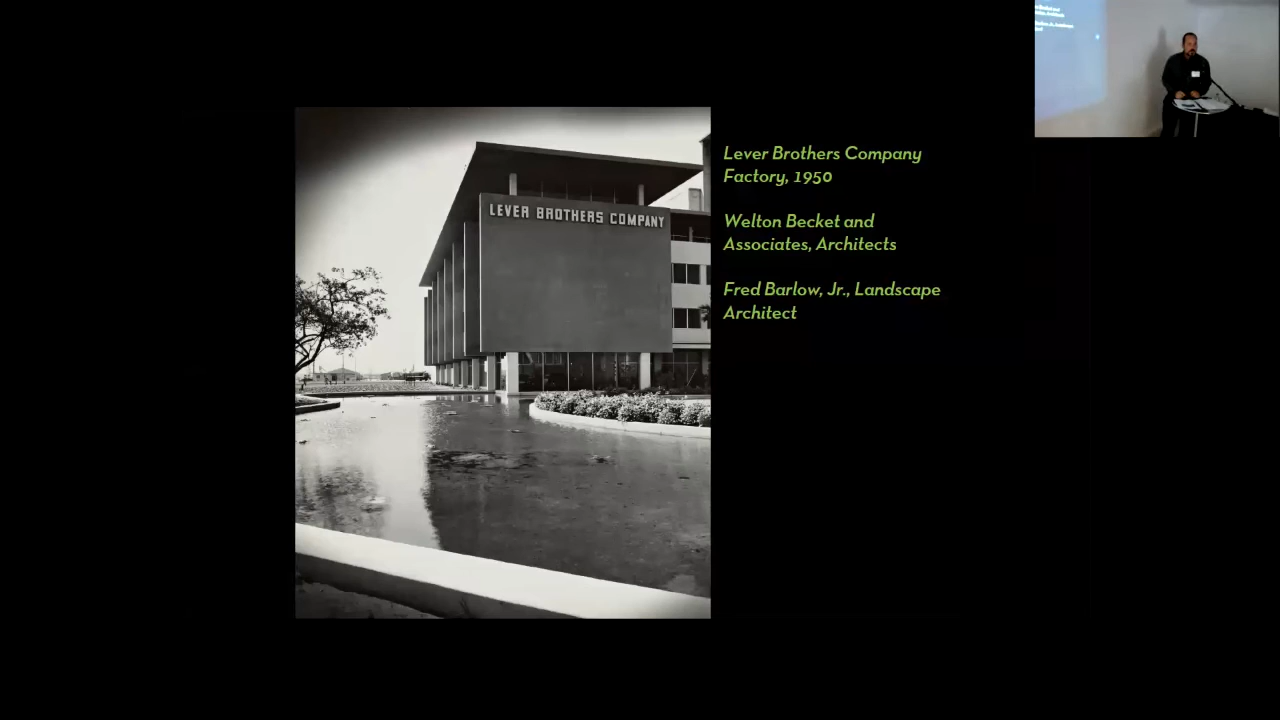 LEVER BROTHERS COMPANY
Lever Brothers Company
Factory, 1950
Welton Becket and
Associates, Architects
Fred Barlow, Jr., Landscape
Architect